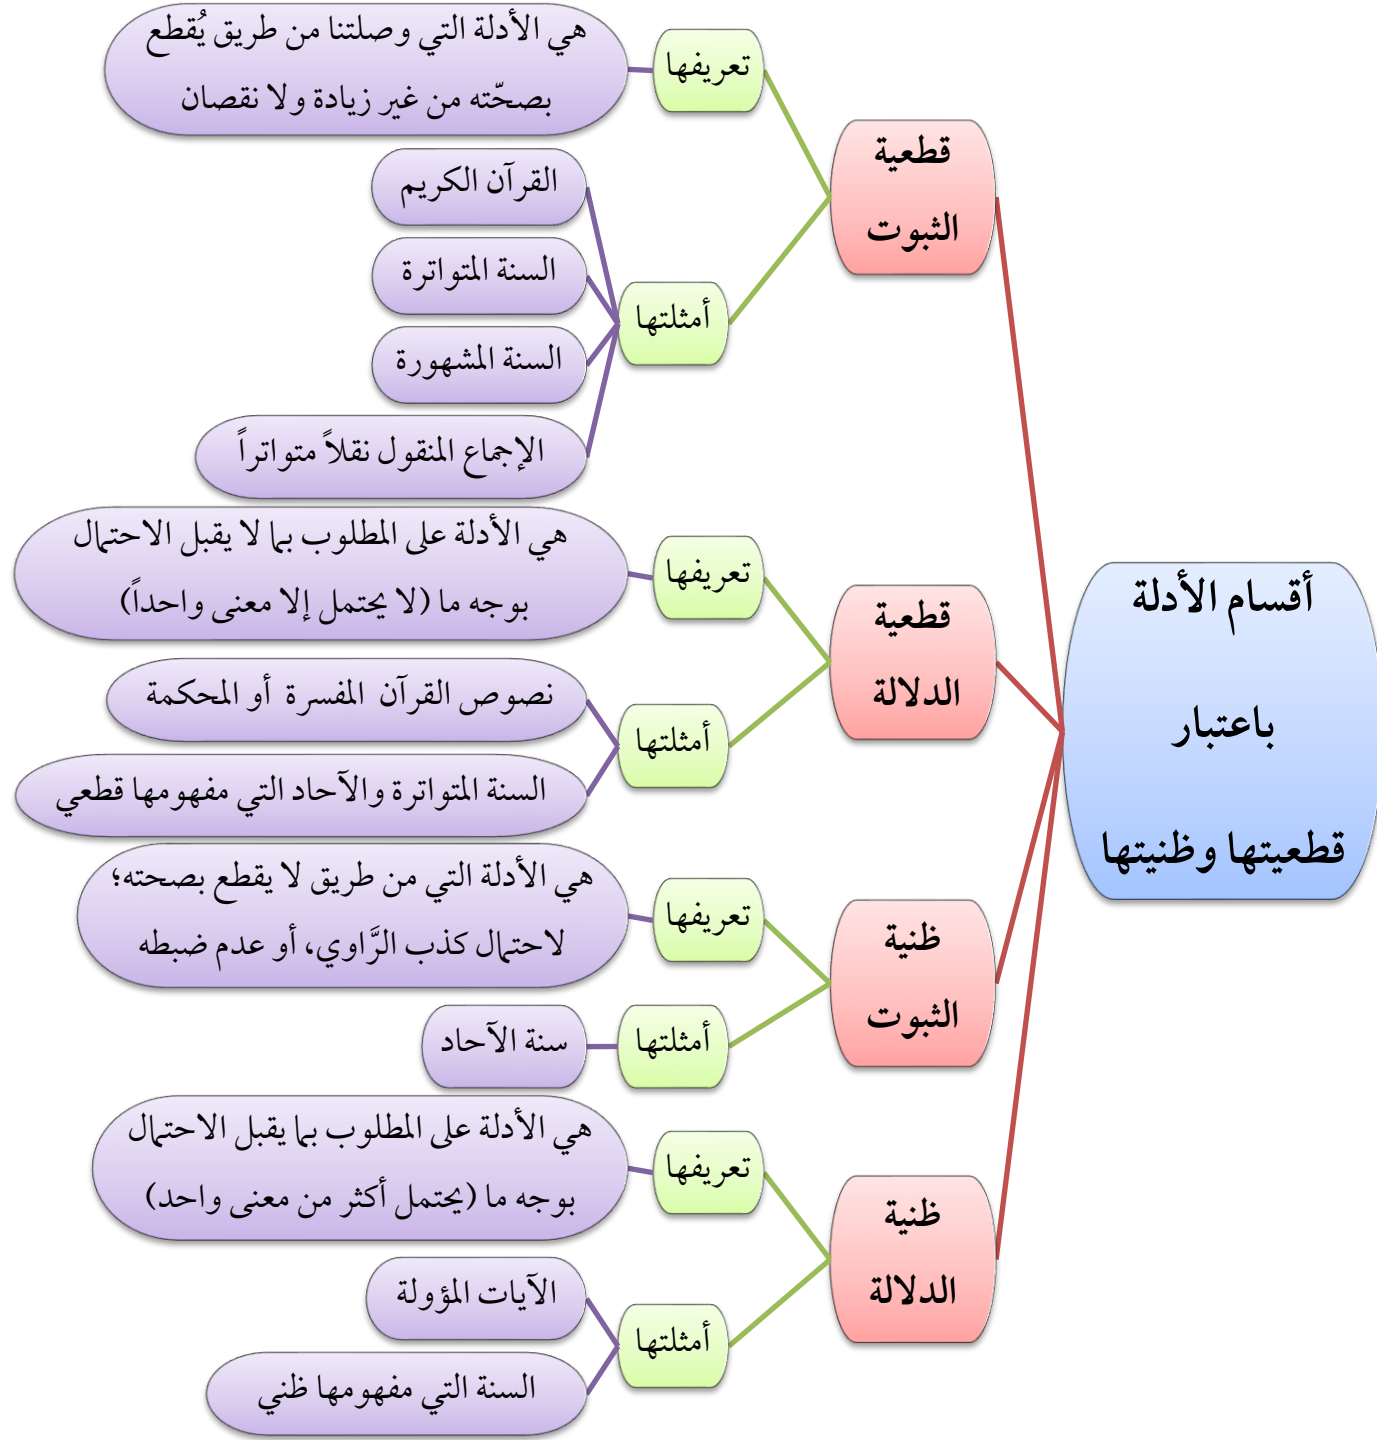 أقسام الأدلة
باعتبار
قطعيتها وظنيتها
قطعية
الثبوت
تعريفها
هي الأدلة التي وصلتنا من طريق يُقطع
بصحّته من غير زيادة ولا نقصان
أمثلتها
القرآن الكريم
السنة المتواترة
السنة المشهورة
الإجماع المنقول نقلاً متواتراً
قطعية
الدلالة
تعريفها
هي الأدلة على المطلوب بما لا يقبل الاحتمال
بوجه ما (لا يحتمل إلا معنى واحداً)
أمثلتها
نصوص القرآن المفسرة أو المحكمة
السنة المتواترة والآحاد التي مفهومها قطعي
ظنية
الثبوت
تعريفها
هي الأدلة التي من طريق لا يقطع بصحته؛
لاحتمال كذب الرَّاوي، أو عدم ضبطه
أمثلتها
سنة الآحاد
ظنية
الدلالة
تعريفها
هي الأدلة على المطلوب بما يقبل الاحتمال
بوجه ما (يحتمل أكثر من معنى واحد)
أمثلتها
الآيات المؤولة
السنة التي مفهومها ظني